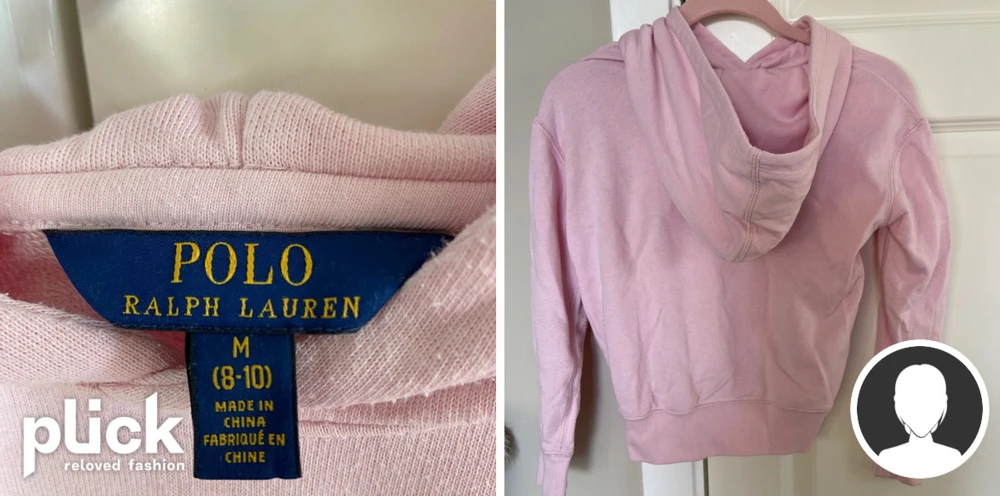 POLO
RALPH LAUREN
M
(8-10)
MADE IN
CHINA
FABRIQUÉ EN
CHINE
plick
reloved fashion